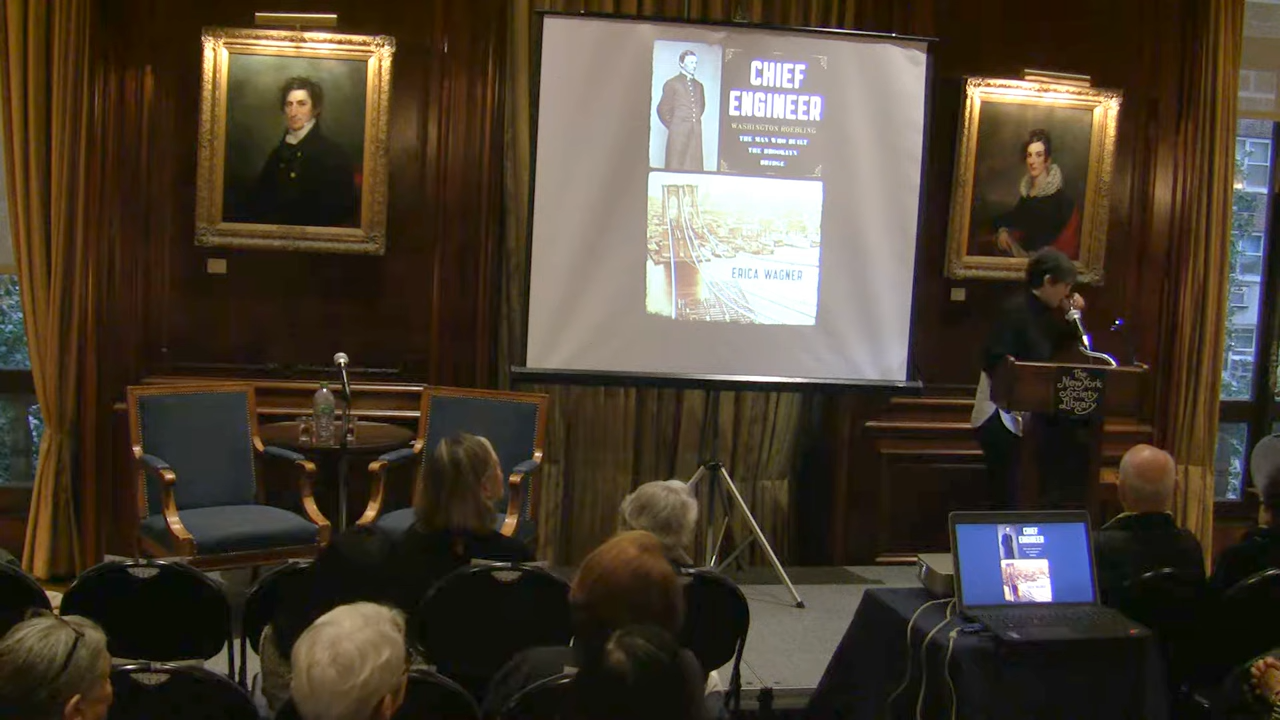 CHIEF
ENGINEER
WASHINGTON ROEBLING
THE MAN WHO BUILT
THE BROOKLYN
BRIDGE
ERICA WAGNER
The
New York
Society
Library
CHIEF
ENGINEER